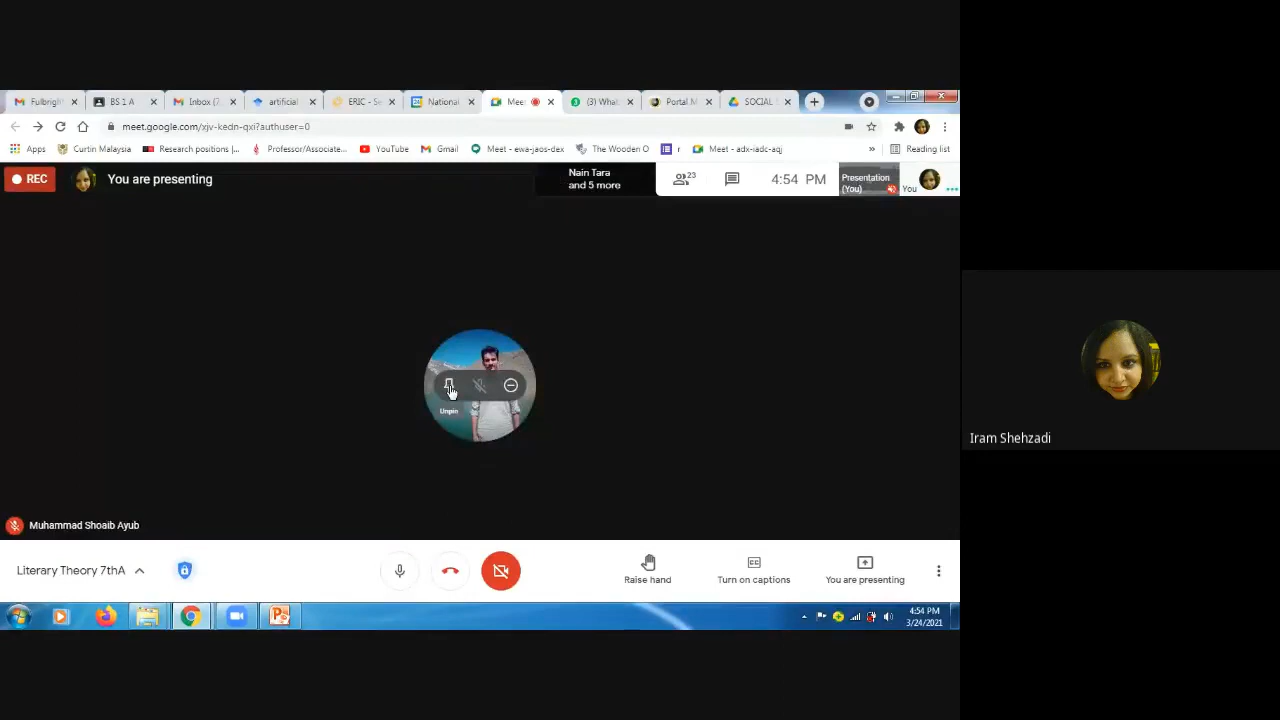 Fulbrigh
BS 1 A
Inbox (7
artificial
ERIC - Se
National
Mee
(3) What
Portal M
SOCIAL
meet.google.com/xjv-kedn-qxi?authuser=0
Apps
Curtin Malaysia
Research positions |...
Professor/Associate...
YouTube
Gmail
Meet - ewa-jaos-dex
The Wooden O
r
Meet - adx-iadc-aqj
»
Reading list
REC
You are presenting
Nain Tara
and 5 more
23
4:54 PM
Presentation
(You)
You
Unpin
Iram Shehzadi
Muhammad Shoaib Ayub
Literary Theory 7thA
Raise hand
CC
Turn on captions
You are presenting
4:54 PM
3/24/2021